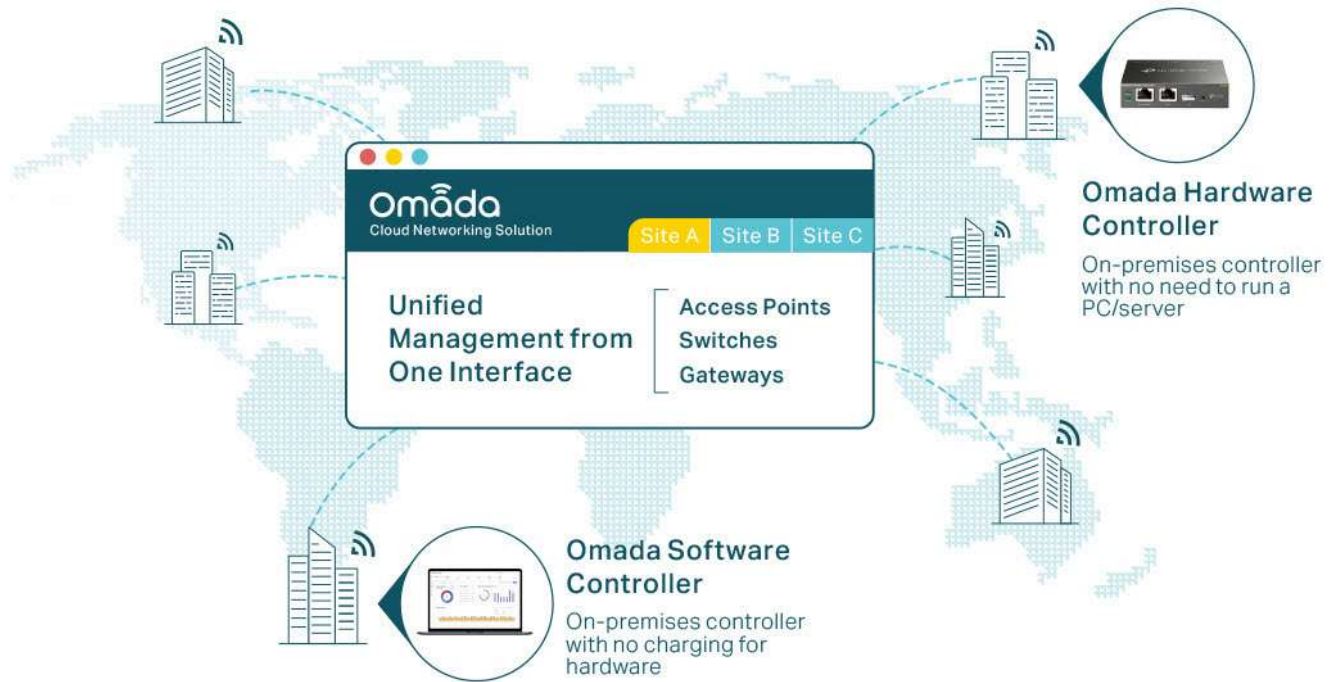 Omada
Cloud Networking Solution
Site A
Site B
Site C
Unified
Management from
One Interface
Access Points
Switches
Gateways
Omada Hardware
Controller
On-premises controller
with no need to run a
PC/server
Omada Software
Controller
On-premises controller
with no charging for
hardware